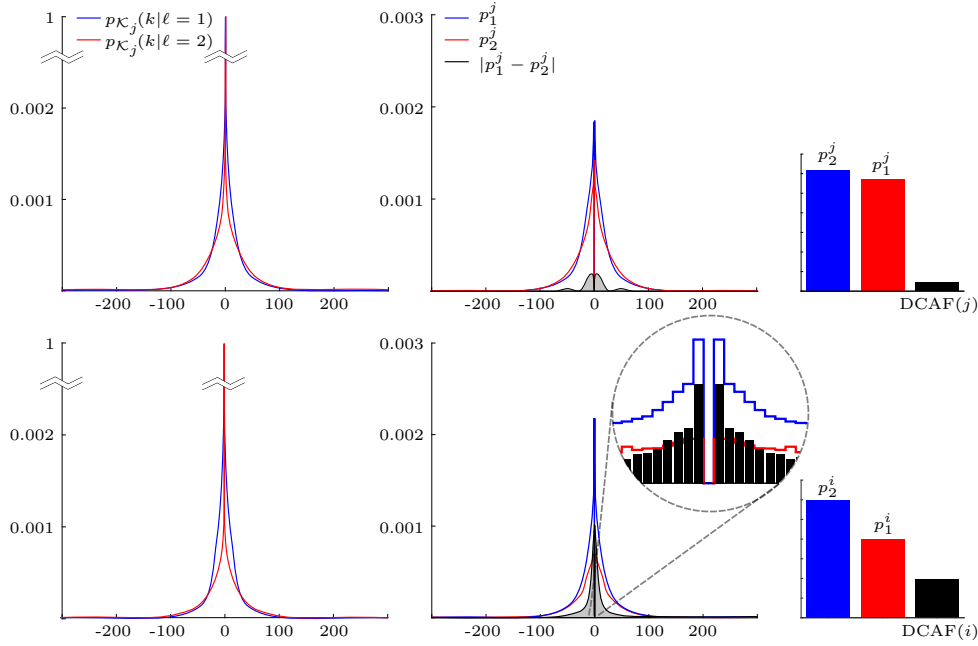 1
0.002
0.001
-200 -100 0 100 200
$p_{\mathcal{K}_j}(k|\ell = 1)$
$p_{\mathcal{K}_j}(k|\ell = 2)$
0.003
0.002
0.001
-200 -100 0 100 200
$p_1^j$
$p_2^j$
$|p_1^j - p_2^j|$
$p_2^j$ $p_1^j$
DCAF(j)
1
0.002
0.001
-200 -100 0 100 200
0.003
0.002
0.001
-200 -100 0 100 200
$p_2^i$
$p_1^i$
DCAF(i)